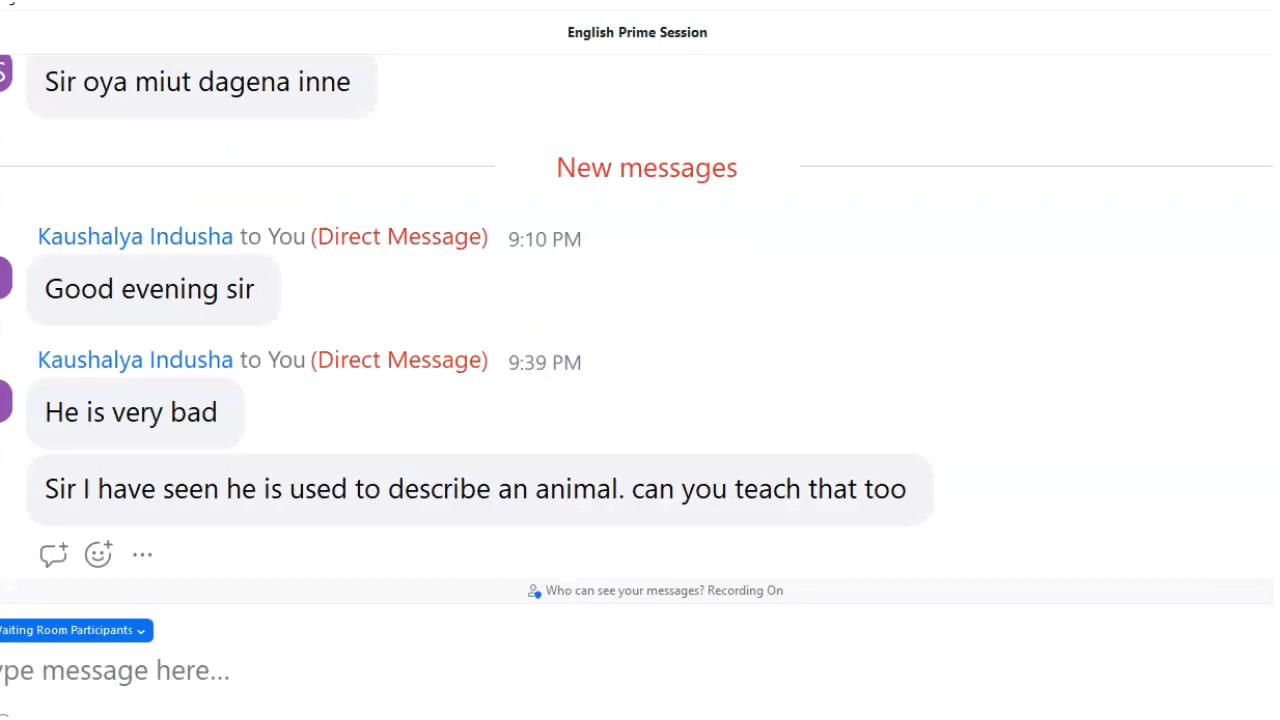 English Prime Session
Sir oya miut dagena inne
New messages
Kaushalya Indusha to You (Direct Message) 9:10 PM
Good evening sir
Kaushalya Indusha to You (Direct Message) 9:39 PM
He is very bad
Sir I have seen he is used to describe an animal. can you teach that too
Who can see your messages? Recording On
Room Participants
message here...